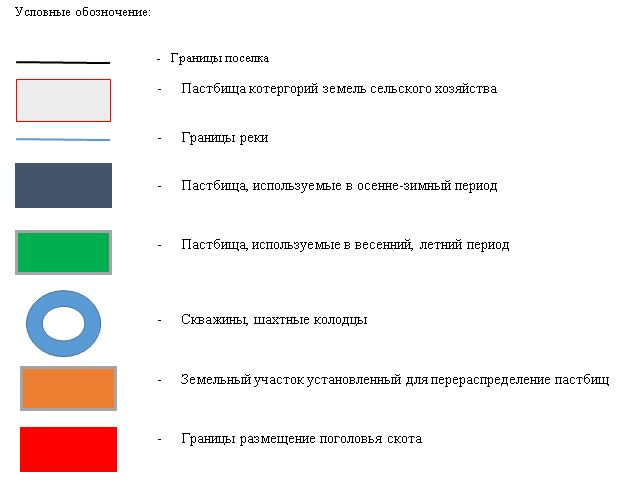 Условные обозначение:
- Границы поселка
- Пастбища котергорий земель сельского хозяйства
- Границы реки
- Пастбища, используемые в осенне-зимный период
- Пастбища, используемые в весенний, летний период
- Скважины, шахтные колодцы
- Земельный участок установленный для перераспределение пастбищ
- Границы размещение поголовья скота